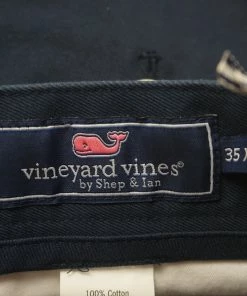 vineyard vines®
by Shep & Ian
35 X
100% Cotton